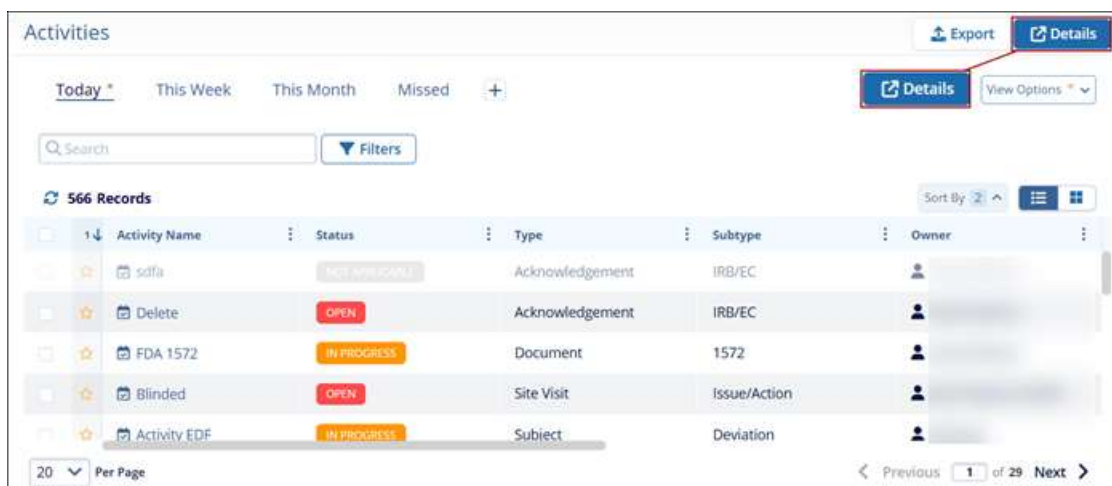 Activities Export Details
Today * This Week This Month Missed + Details View Options *
Search Filters
566 Records Sort By 2
1 Activity Name Status Type Subtype Owner
sdfa NOT APPLICABLE Acknowledgement IRB/EC
Delete OPEN Acknowledgement IRB/EC
FDA 1572 IN PROGRESS Document 1572
Blinded OPEN Site Visit Issue/Action
Activity EDF IN PROGRESS Subject Deviation
20 Per Page Previous 1 of 29 Next